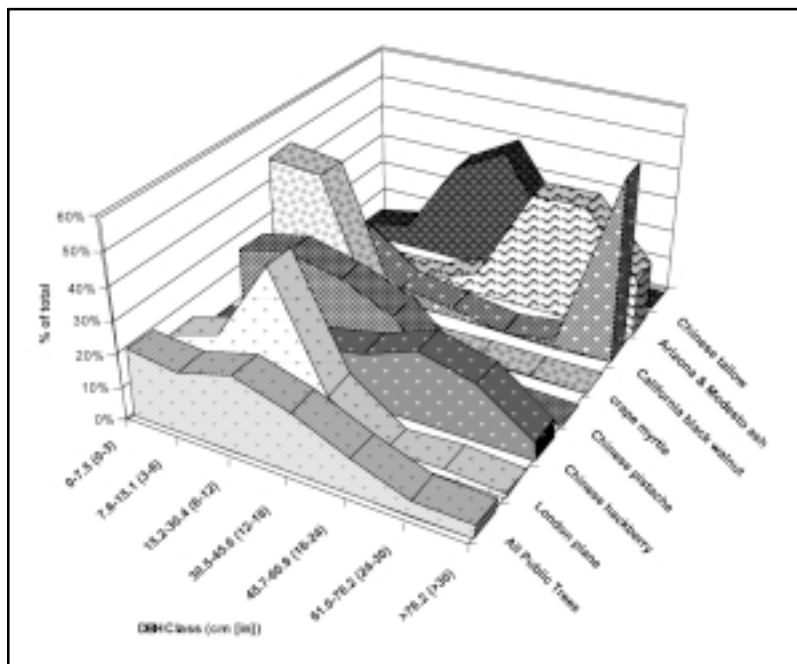 60%
50%
40%
30%
20%
10%
0%
% of total
0-7.5 (0-3)
7.6-15.1 (3-6)
15.2-30.4 (6-12)
30.5-45.6 (12-18)
45.7-60.9 (18-24)
61.0-76.2 (24-30)
>76.2 (>30)
DBH Class (cm [in])
Chinese tallow
Arizona & Modesto ash
California black walnut
crape myrtle
Chinese pistache
Chinese hackberry
London plane
All Public Trees